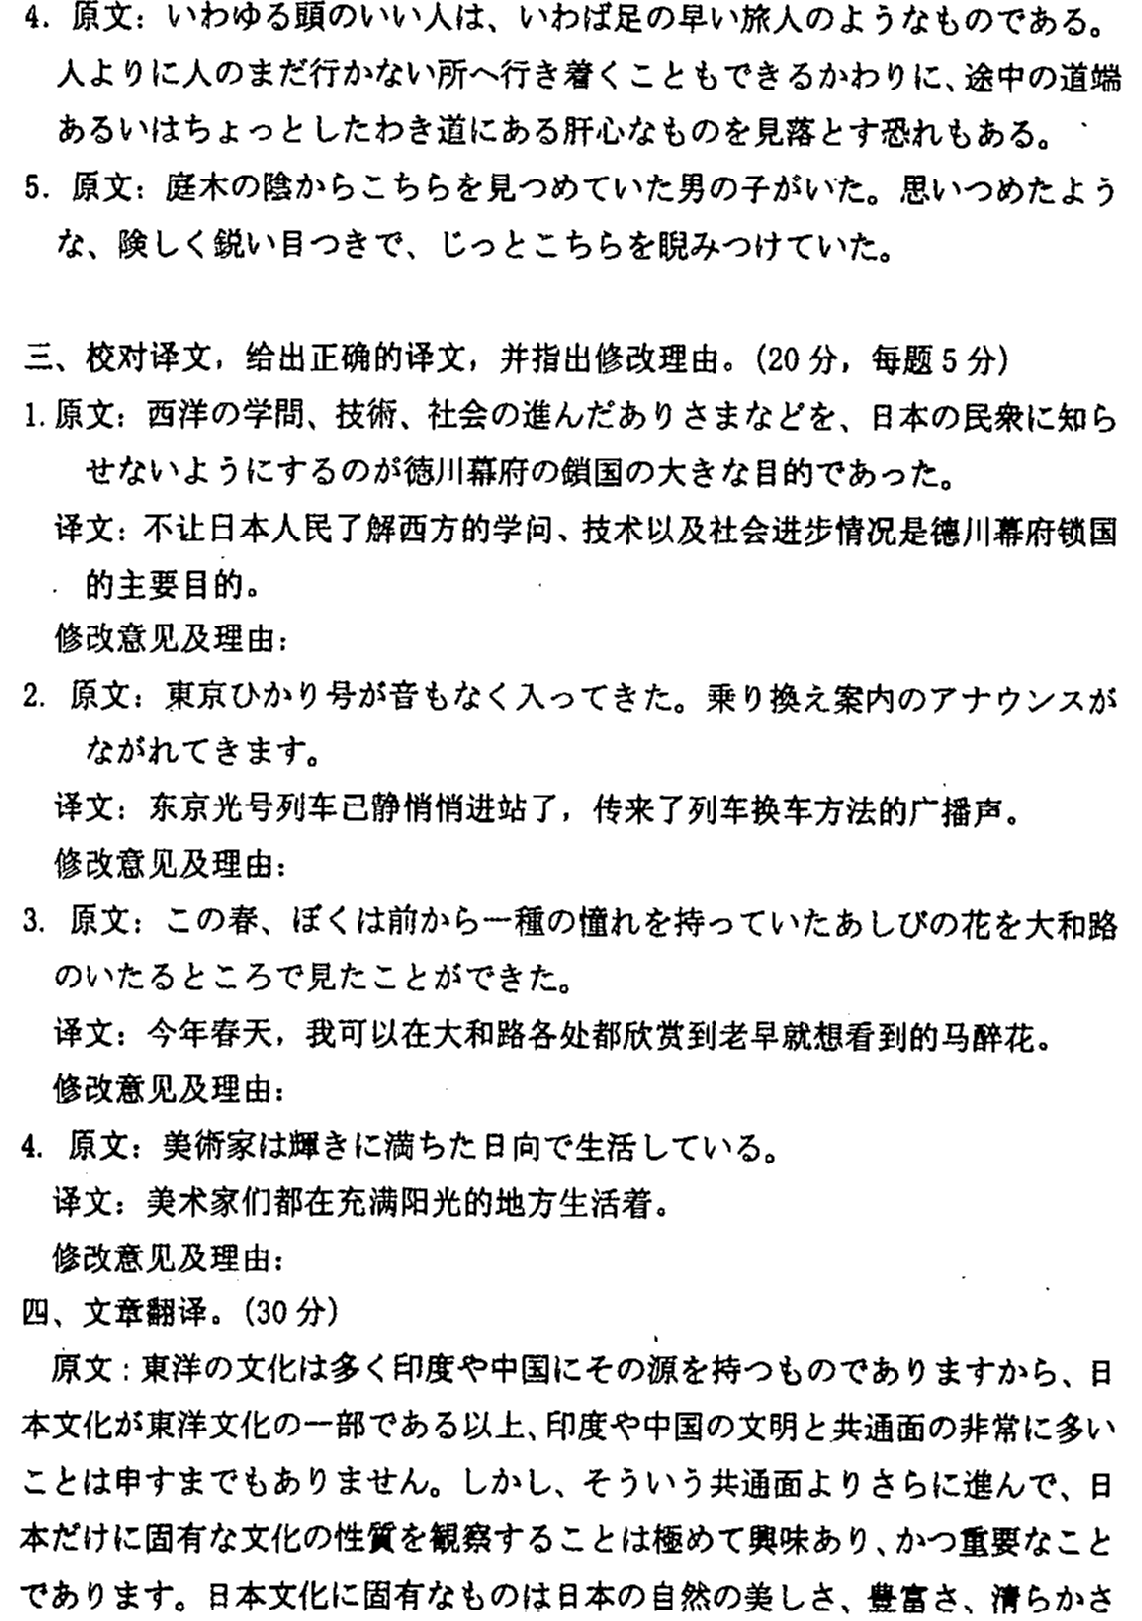 4. 原文：いわゆる頭のいい人は、いわば足の早い旅人のようなものである。
人よりに人のまだ行かない所へ行き着くこともできるかわりに、途中の道端
あるいはちょっとしたわき道にある肝心なものを見落とす恐れもある。
5. 原文：庭木の陰からこちらを見つめていた男の子がいた。思いつめたよう
な、険しく鋭い目つきで、じっとこちらを睨みつけていた。
三、校对译文，给出正确的译文，并指出修改理由。(20 分，每题 5 分)
1.原文：西洋の学問、技術、社会の進んだありさまなどを、日本の民衆に知ら
せないようにするのが徳川幕府の鎖国の大きな目的であった。
译文：不让日本人民了解西方的学问、技术以及社会进步情况是德川幕府锁国
的主要目的。
修改意见及理由：
2. 原文：東京ひかり号が音もなく入ってきた。乗り換え案内のアナウンスが
ながれてきます。
译文：东京光号列车已静悄悄进站了，传来了列车换车方法的广播声。
修改意见及理由：
3. 原文：この春、ぼくは前から一種の憧れを持っていたあしびの花を大和路
のいたるところで見たことができた。
译文：今年春天，我可以在大和路各处都欣赏到老早就想看到的马醉花。
修改意见及理由：
4. 原文：美術家は輝きに満ちた日向で生活している。
译文：美术家们都在充满阳光的地方生活着。
修改意见及理由：
四、文章翻译。(30 分)
原文：東洋の文化は多く印度や中国にその源を持つものでありますから、日
本文化が東洋文化の一部である以上、印度や中国の文明と共通面の非常に多い
ことは申すまでもありません。しかし、そういう共通面よりさらに進んで、日
本だけに固有な文化の性質を観察することは極めて興味あり、かつ重要なこと
であります。日本文化に固有なものは日本の自然の美しさ、豊富さ、清らかさ